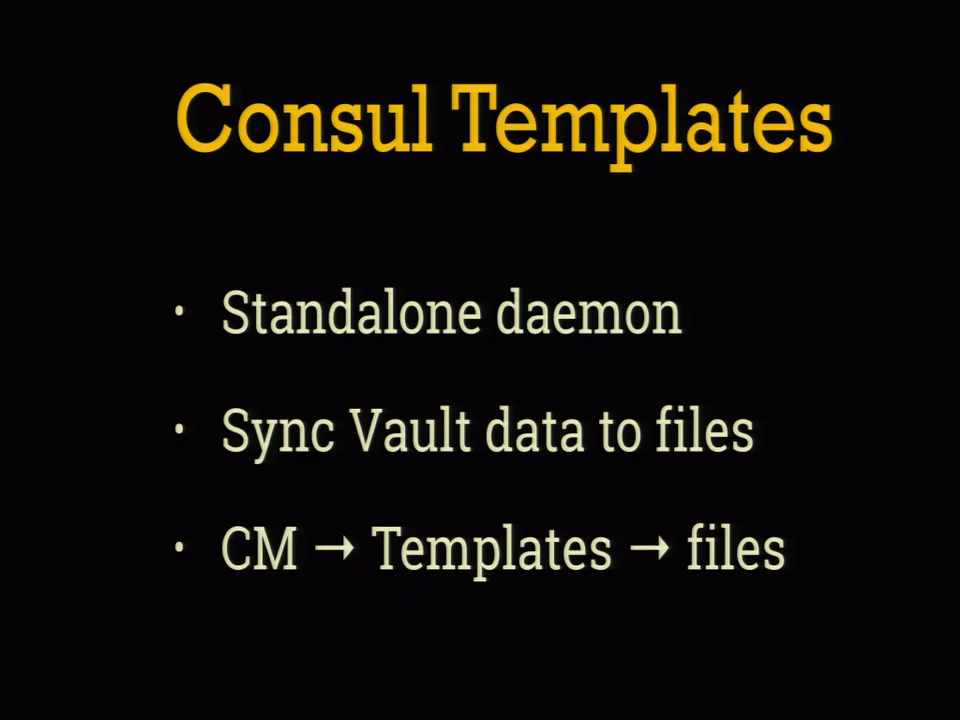 Consul Templates
• Standalone daemon
• Sync Vault data to files
• CM → Templates → files